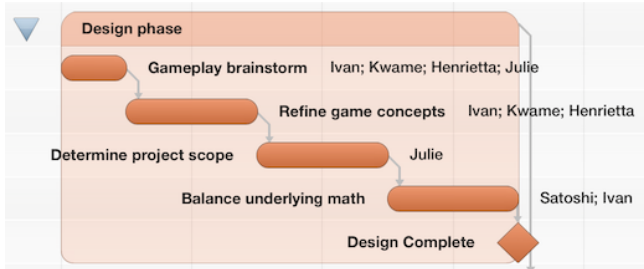 Design phase
Gameplay brainstorm Ivan; Kwame; Henrietta; Julie
Refine game concepts Ivan; Kwame; Henrietta
Determine project scope Julie
Balance underlying math Satoshi; Ivan
Design Complete